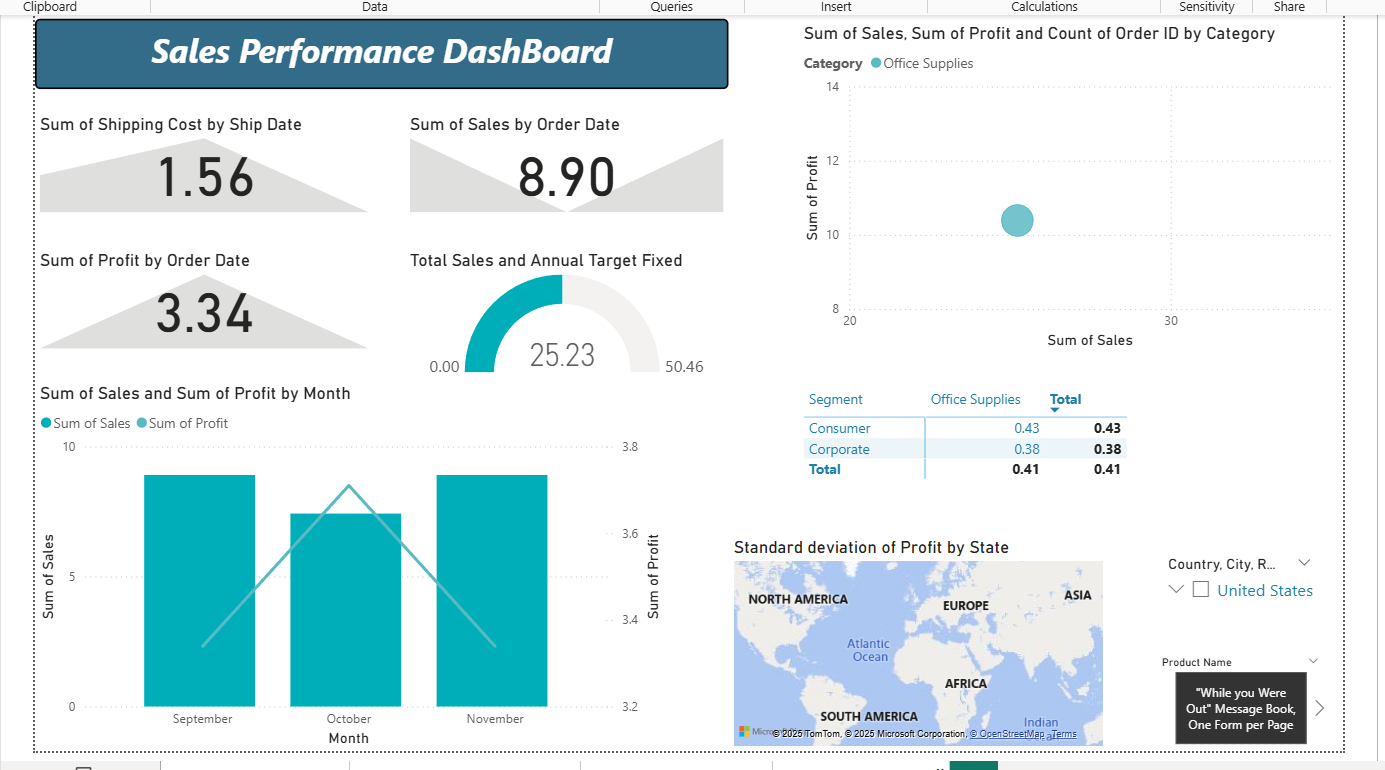 Clipboard
Data
Queries
Insert
Calculations
Sensitivity
Share
Sales Performance DashBoard
Sum of Shipping Cost by Ship Date
1.56
Sum of Sales by Order Date
8.90
Sum of Profit by Order Date
3.34
Total Sales and Annual Target Fixed
0.00
25.23
50.46
Sum of Sales and Sum of Profit by Month
Sum of Sales
Sum of Profit
10
5
0
Sum of Sales
3.8
3.6
3.4
3.2
Sum of Profit
September
October
November
Month
Sum of Sales, Sum of Profit and Count of Order ID by Category
Category
Office Supplies
14
12
10
8
Sum of Profit
20
30
Sum of Sales
Segment Office Supplies Total
Consumer 0.43 0.43
Corporate 0.38 0.38
Total 0.41 0.41
Standard deviation of Profit by State
NORTH AMERICA
EUROPE
ASIA
Atlantic
Ocean
AFRICA
SOUTH AMERICA
Indian
© 2025 TomTom, © 2025 Microsoft Corporation, © OpenStreetMap Terms
Country, City, R...
United States
Product Name
"While you Were
Out" Message Book,
One Form per Page